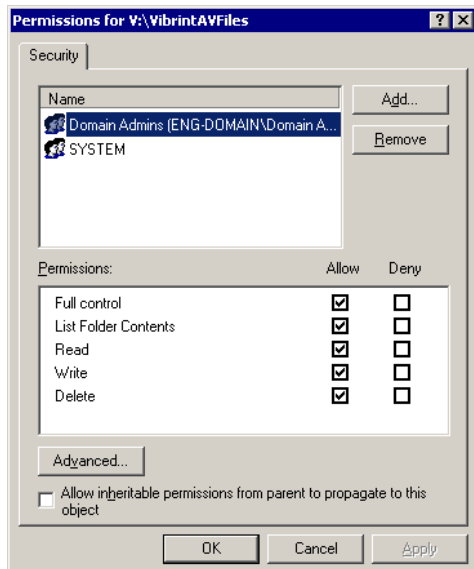 Permissions for V:\VibrintAVFiles
Security
Name
Domain Admins (ENG-DOMAIN\Domain A...
SYSTEM
Add...
Remove
Permissions: Allow Deny
Full control
List Folder Contents
Read
Write
Delete
Advanced...
Allow inheritable permissions from parent to propagate to this
object
OK Cancel Apply